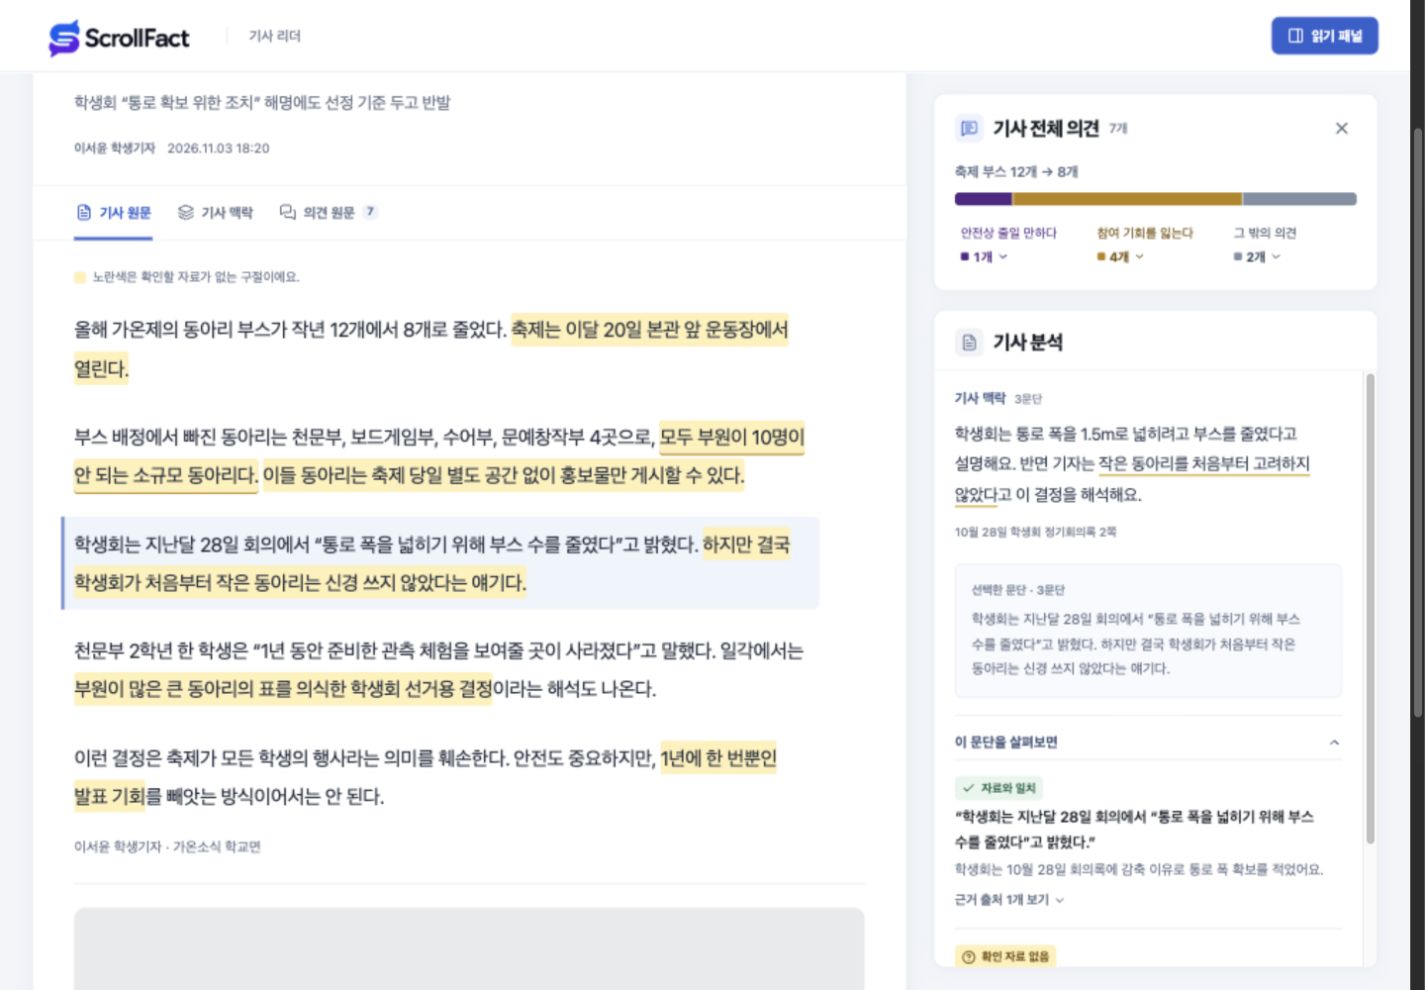 ScrollFact
기사 리더
읽기 패널
학생회 “통로 확보 위한 조치” 해명에도 선정 기준 두고 반발
이서윤 학생기자 2026.11.03 18:20
기사 원문
기사 맥락
의견 원문 7
노란색은 확인할 자료가 없는 구절이에요.
올해 가온제의 동아리 부스가 작년 12개에서 8개로 줄었다. 축제는 이달 20일 본관 앞 운동장에서
열린다.
부스 배정에서 빠진 동아리는 천문부, 보드게임부, 수어부, 문예창작부 4곳으로, 모두 부원이 10명이
안 되는 소규모 동아리다. 이들 동아리는 축제 당일 별도 공간 없이 홍보물만 게시할 수 있다.
학생회는 지난달 28일 회의에서 “통로 폭을 넓히기 위해 부스 수를 줄였다”고 밝혔다. 하지만 결국
학생회가 처음부터 작은 동아리는 신경 쓰지 않았다는 얘기다.
천문부 2학년 한 학생은 “1년 동안 준비한 관측 체험을 보여줄 곳이 사라졌다”고 말했다. 일각에서는
부원이 많은 큰 동아리의 표를 의식한 학생회 선거용 결정이라는 해석도 나온다.
이런 결정은 축제가 모든 학생의 행사라는 의미를 훼손한다. 안전도 중요하지만, 1년에 한 번뿐인
발표 기회를 빼앗는 방식이어서는 안 된다.
이서윤 학생기자 · 가온소식 학교면
기사 전체 의견 7개
축제 부스 12개 → 8개
안전상 줄일 만하다
1개
참여 기회를 잃는다
4개
그 밖의 의견
2개
기사 분석
기사 맥락 3문단
학생회는 통로 폭을 1.5m로 넓히려고 부스를 줄였다고
설명해요. 반면 기자는 작은 동아리를 처음부터 고려하지
않았다고 이 결정을 해석해요.
10월 28일 학생회 정기회의록 2쪽
선택한 문단 · 3문단
학생회는 지난달 28일 회의에서 “통로 폭을 넓히기 위해 부스
수를 줄였다”고 밝혔다. 하지만 결국 학생회가 처음부터 작은
동아리는 신경 쓰지 않았다는 얘기다.
이 문단을 살펴보면
자료와 일치
“학생회는 지난달 28일 회의에서 “통로 폭을 넓히기 위해 부스
수를 줄였다”고 밝혔다.”
학생회는 10월 28일 회의록에 감축 이유로 통로 폭 확보를 적었어요.
근거 출처 1개 보기
확인 자료 없음